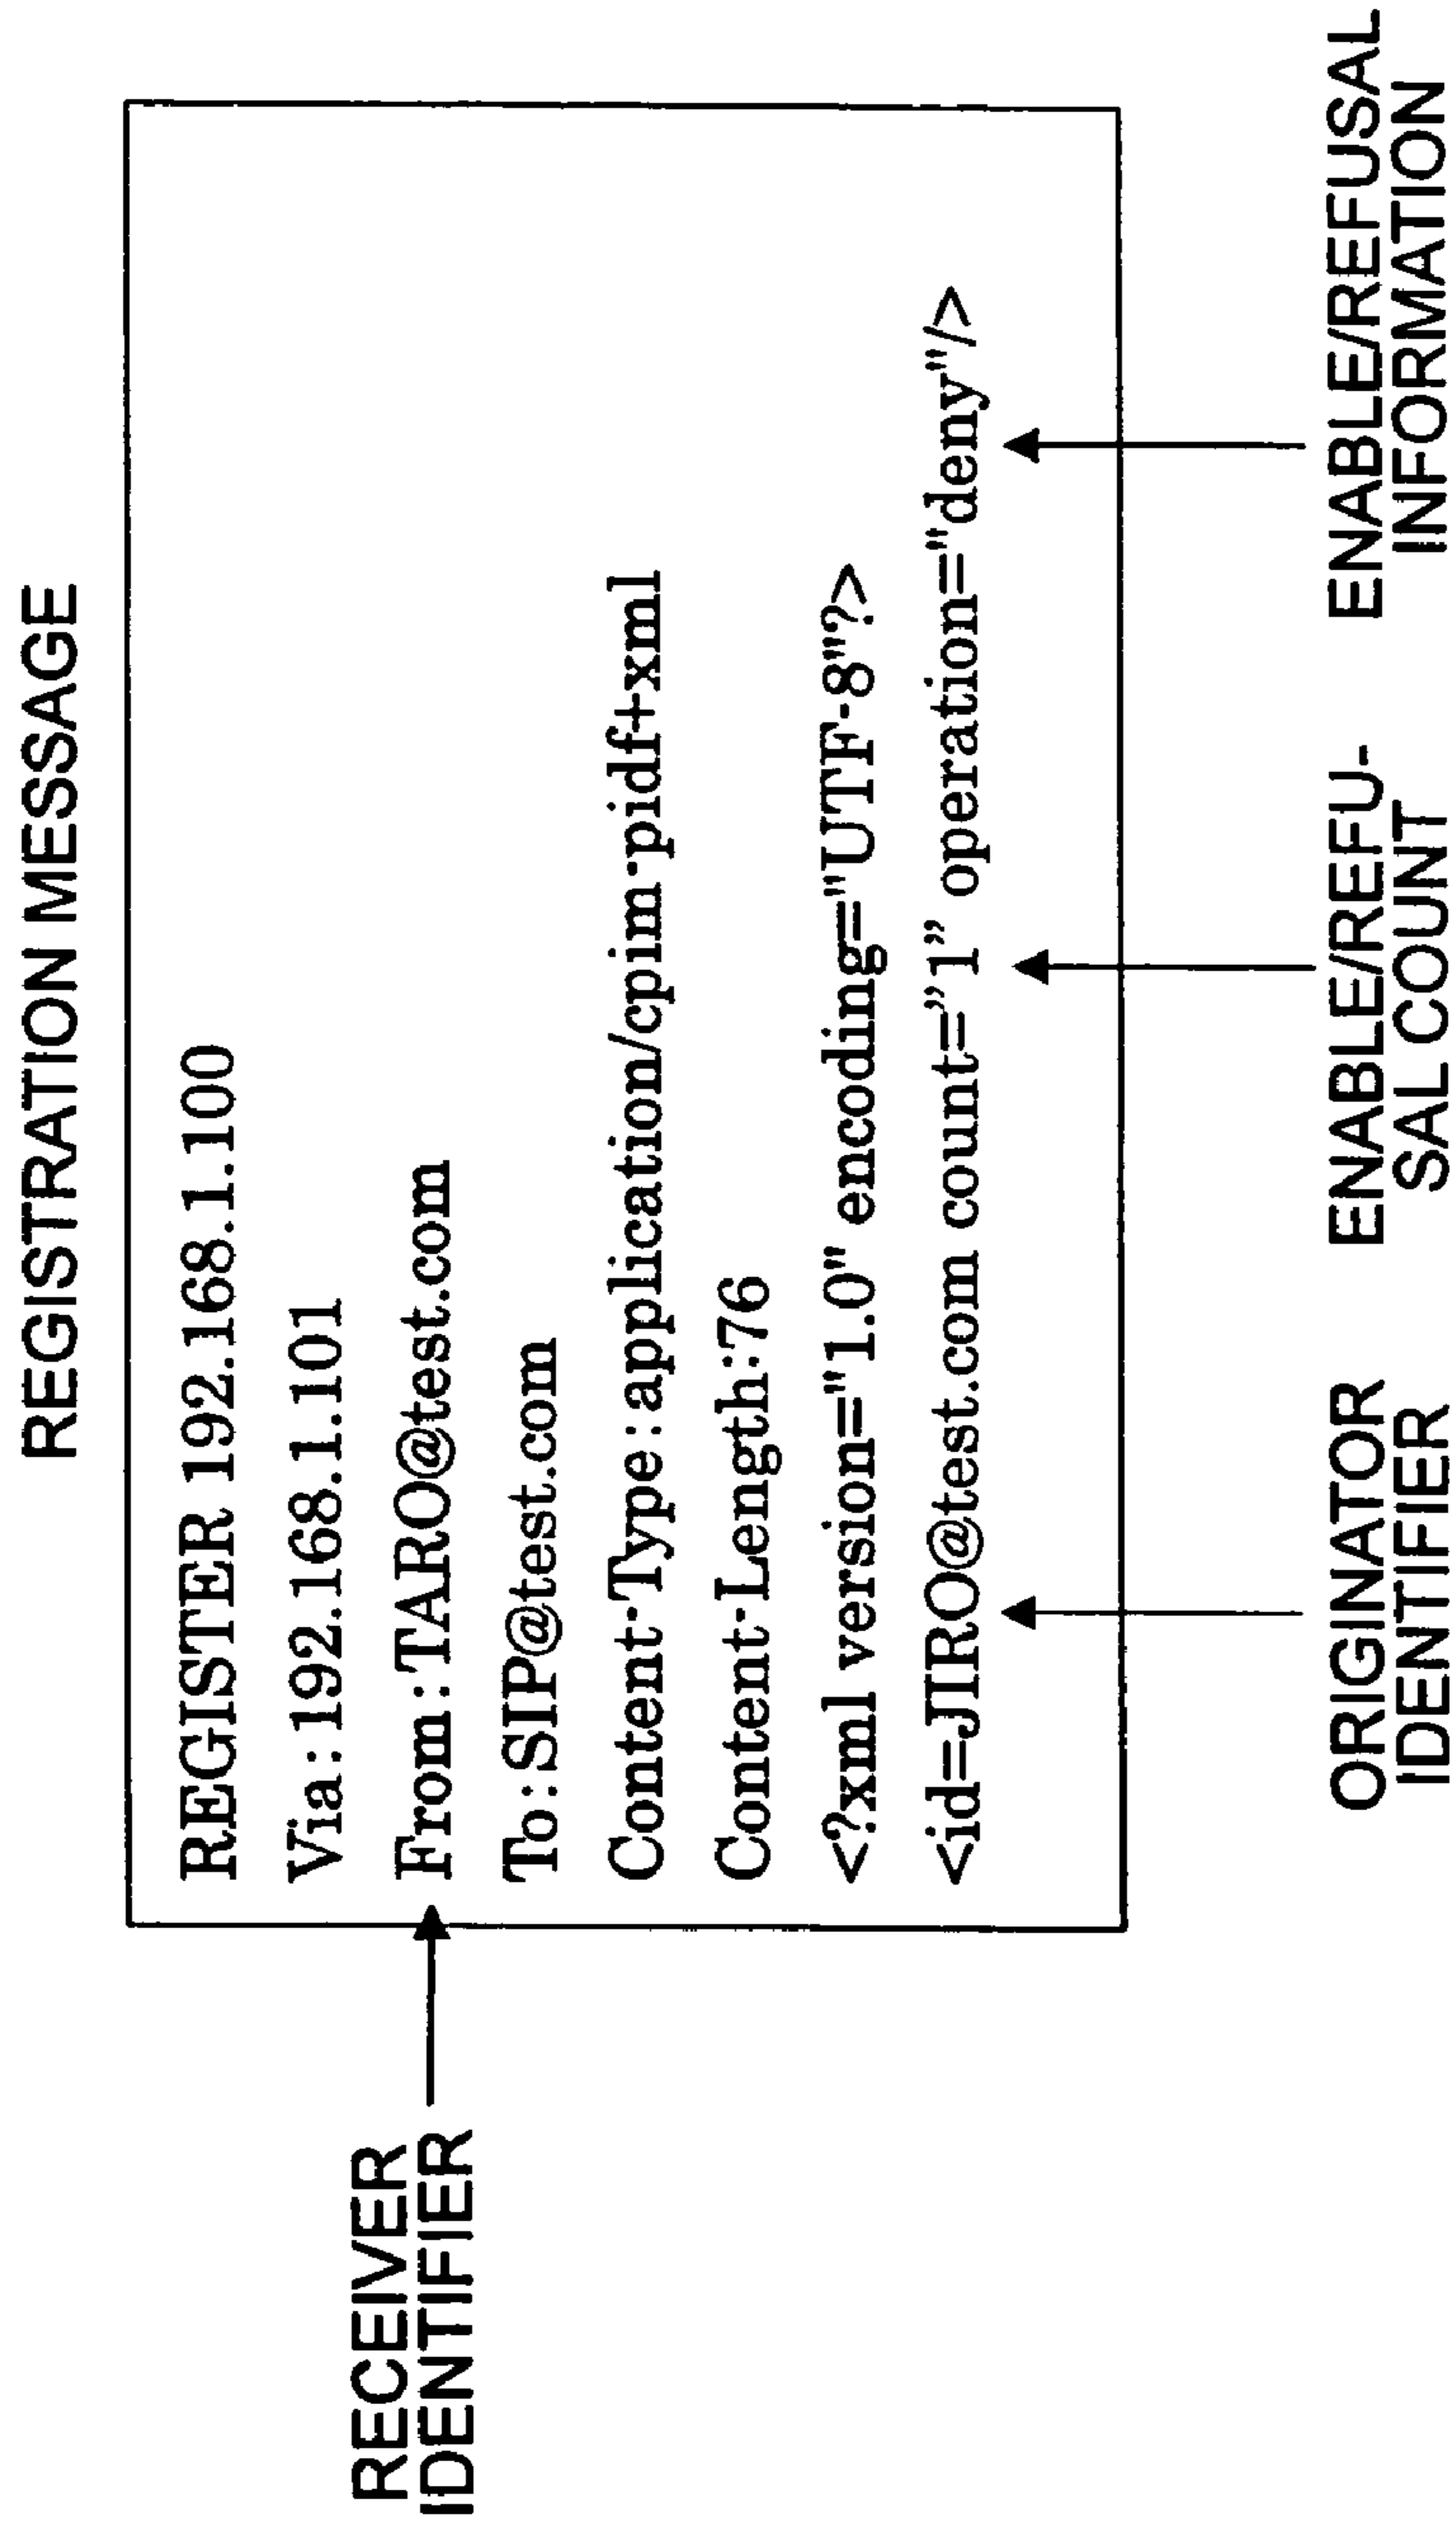 REGISTRATION MESSAGE
REGISTER 192.168.1.100
Via:192.168.1.101
RECEIVER
IDENTIFIER
From:TARO@test.com
To:SIP@test.com
Content-Type:application/cpim-pidf+xml
Content-Length:76
<?xml version="1.0" encoding="UTF-8"?>
<id=JIRO@test.com count=”1” operation="deny"/>
ORIGINATOR
IDENTIFIER
ENABLE/REFU-
SAL COUNT
ENABLE/REFUSAL
INFORMATION